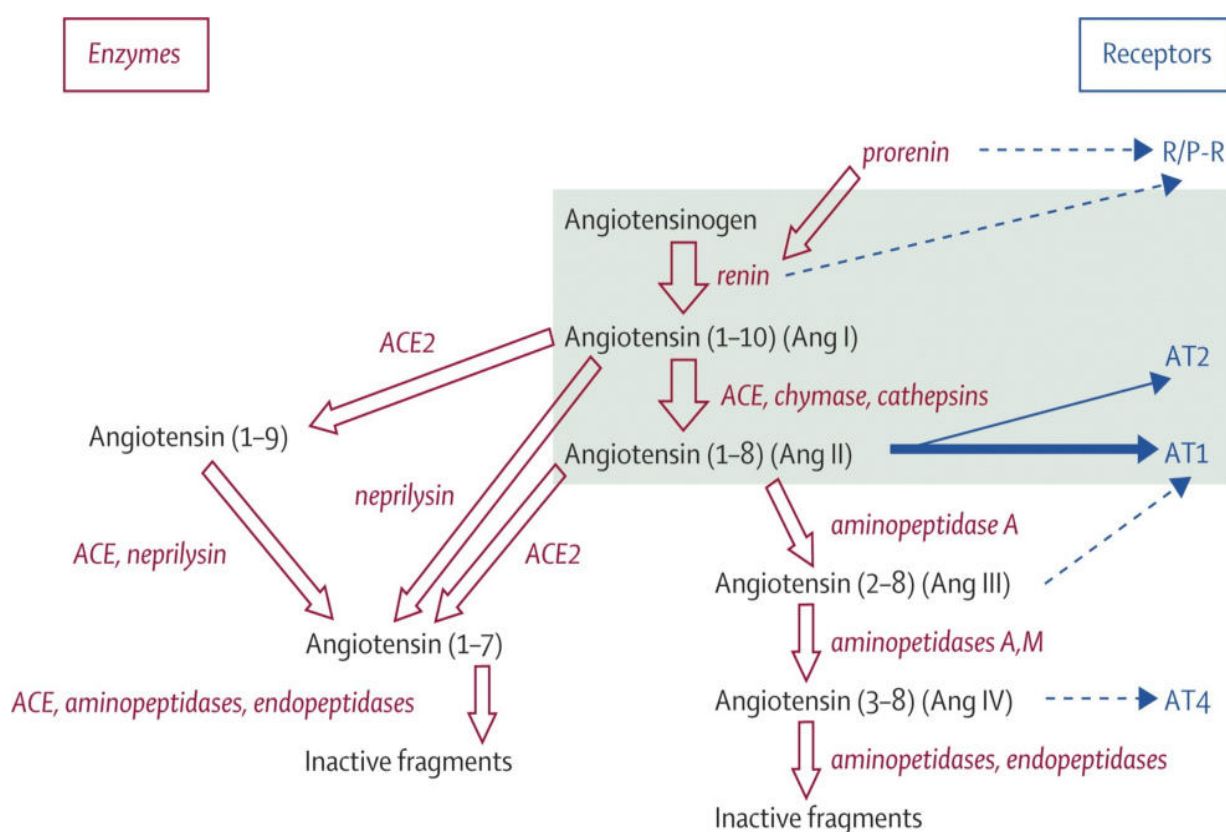 Enzymes
Receptors
prorenin
R/P-R
Angiotensinogen
renin
Angiotensin (1–10) (Ang I)
ACE2
AT2
ACE, chymase, cathepsins
Angiotensin (1–9)
Angiotensin (1–8) (Ang II)
AT1
neprilysin
aminopeptidase A
ACE, neprilysin
ACE2
Angiotensin (2–8) (Ang III)
Angiotensin (1–7)
aminopetidases A,M
ACE, aminopeptidases, endopeptidases
Angiotensin (3–8) (Ang IV)
AT4
Inactive fragments
aminopetidases, endopeptidases
Inactive fragments